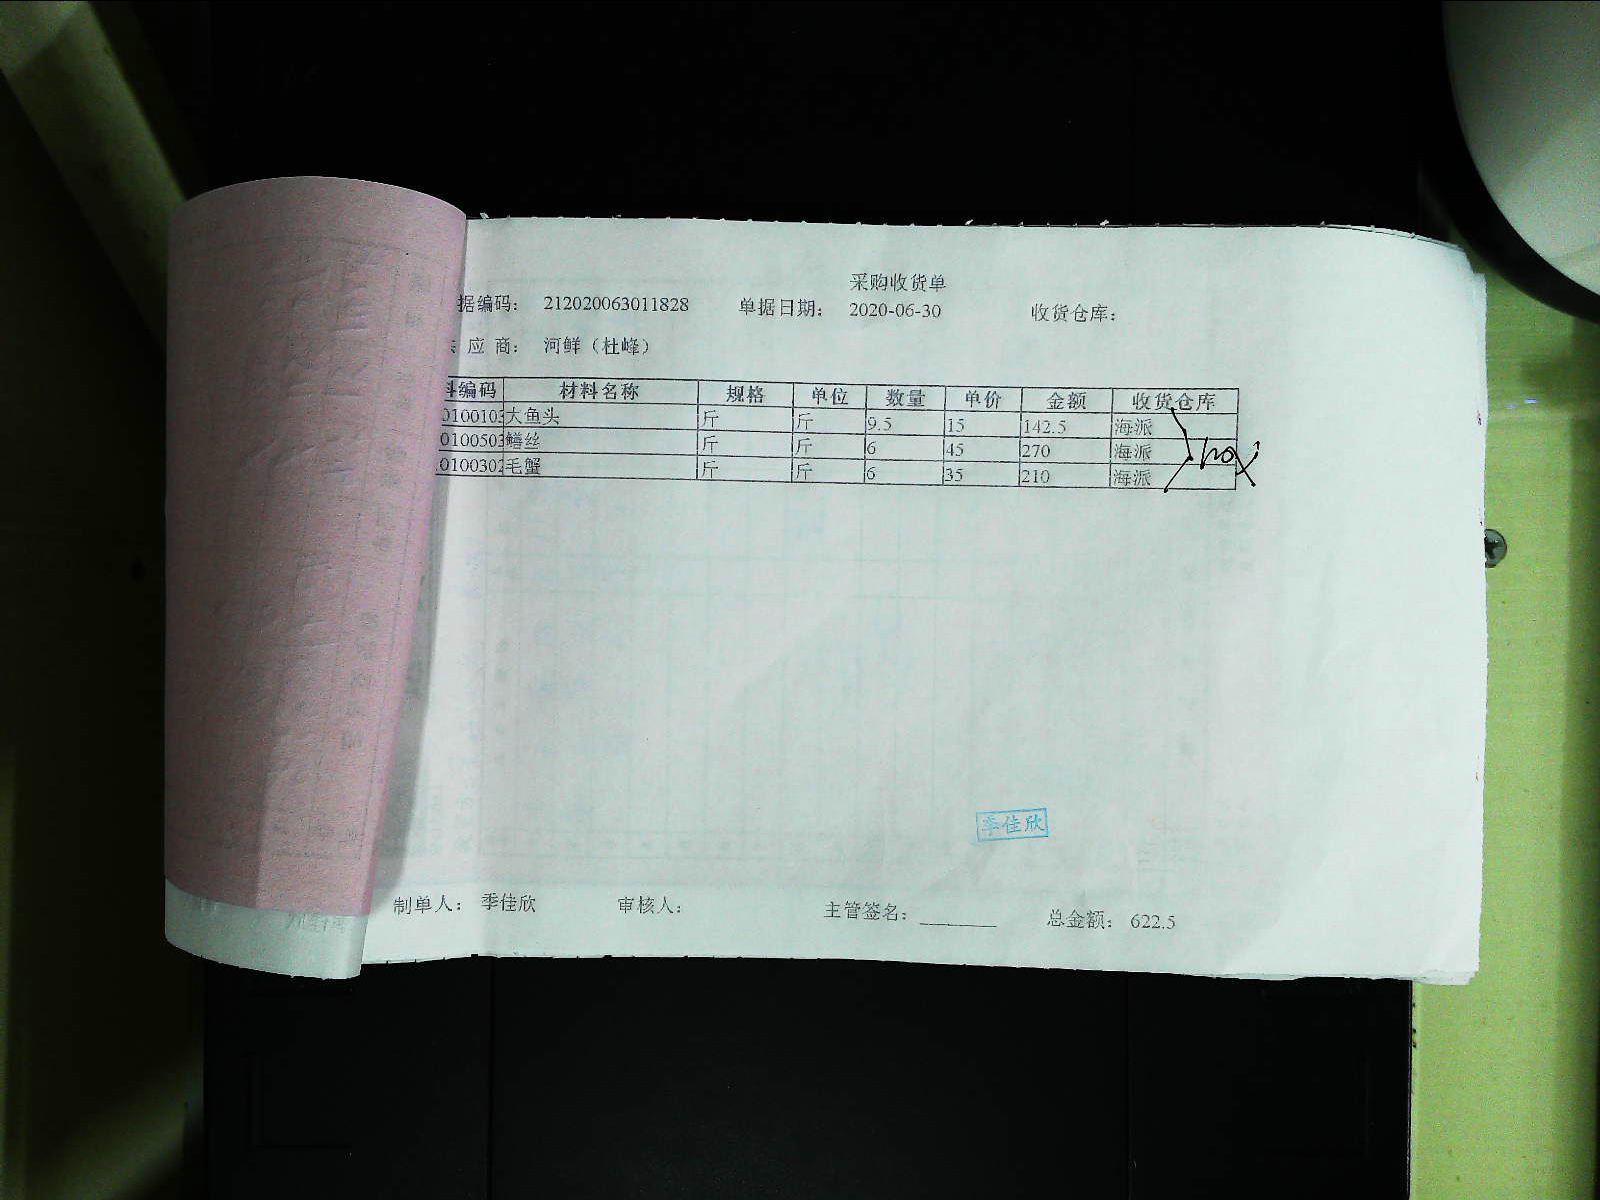 采购收货单
据编码： 212020063011828 单据日期： 2020-06-30 收货仓库：
应商： 河鲜（杜峰）
料编码 材料名称 规格 单位 数量 单价 金额 收货仓库
010010 大鱼头 斤 斤 9.5 15 142.5 海派
0100503 鳝丝 斤 斤 6 45 270 海派
010030 毛蟹 斤 斤 6 35 210 海派
季佳欣
制单人： 季佳欣 审核人： 主管签名： 总金额： 622.5